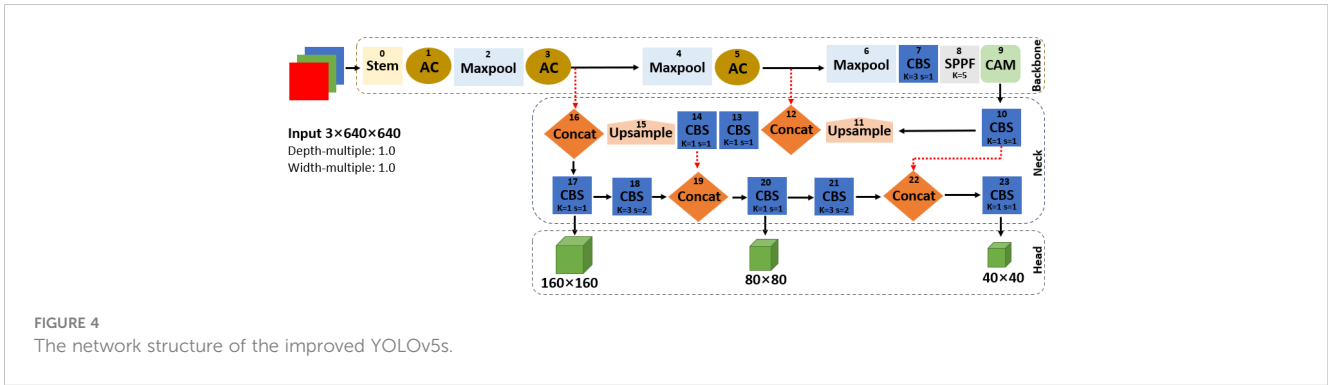 0
Stem
1
AC
2
Maxpool
3
AC
4
Maxpool
5
AC
6
Maxpool
7
CBS
K=3 s=1
8
SPPF
K=5
9
CAM
Backbone
Input 3×640×640
Depth-multiple: 1.0
Width-multiple: 1.0
16
Concat
15
Upsample
14
CBS
K=1 s=1
13
CBS
K=1 s=1
12
Concat
11
Upsample
10
CBS
K=1 s=1
Neck
17
CBS
K=1 s=1
18
CBS
K=3 s=2
19
Concat
20
CBS
K=1 s=1
21
CBS
K=3 s=2
22
Concat
23
CBS
K=1 s=1
160×160
80×80
40×40
Head
FIGURE 4
The network structure of the improved YOLOv5s.